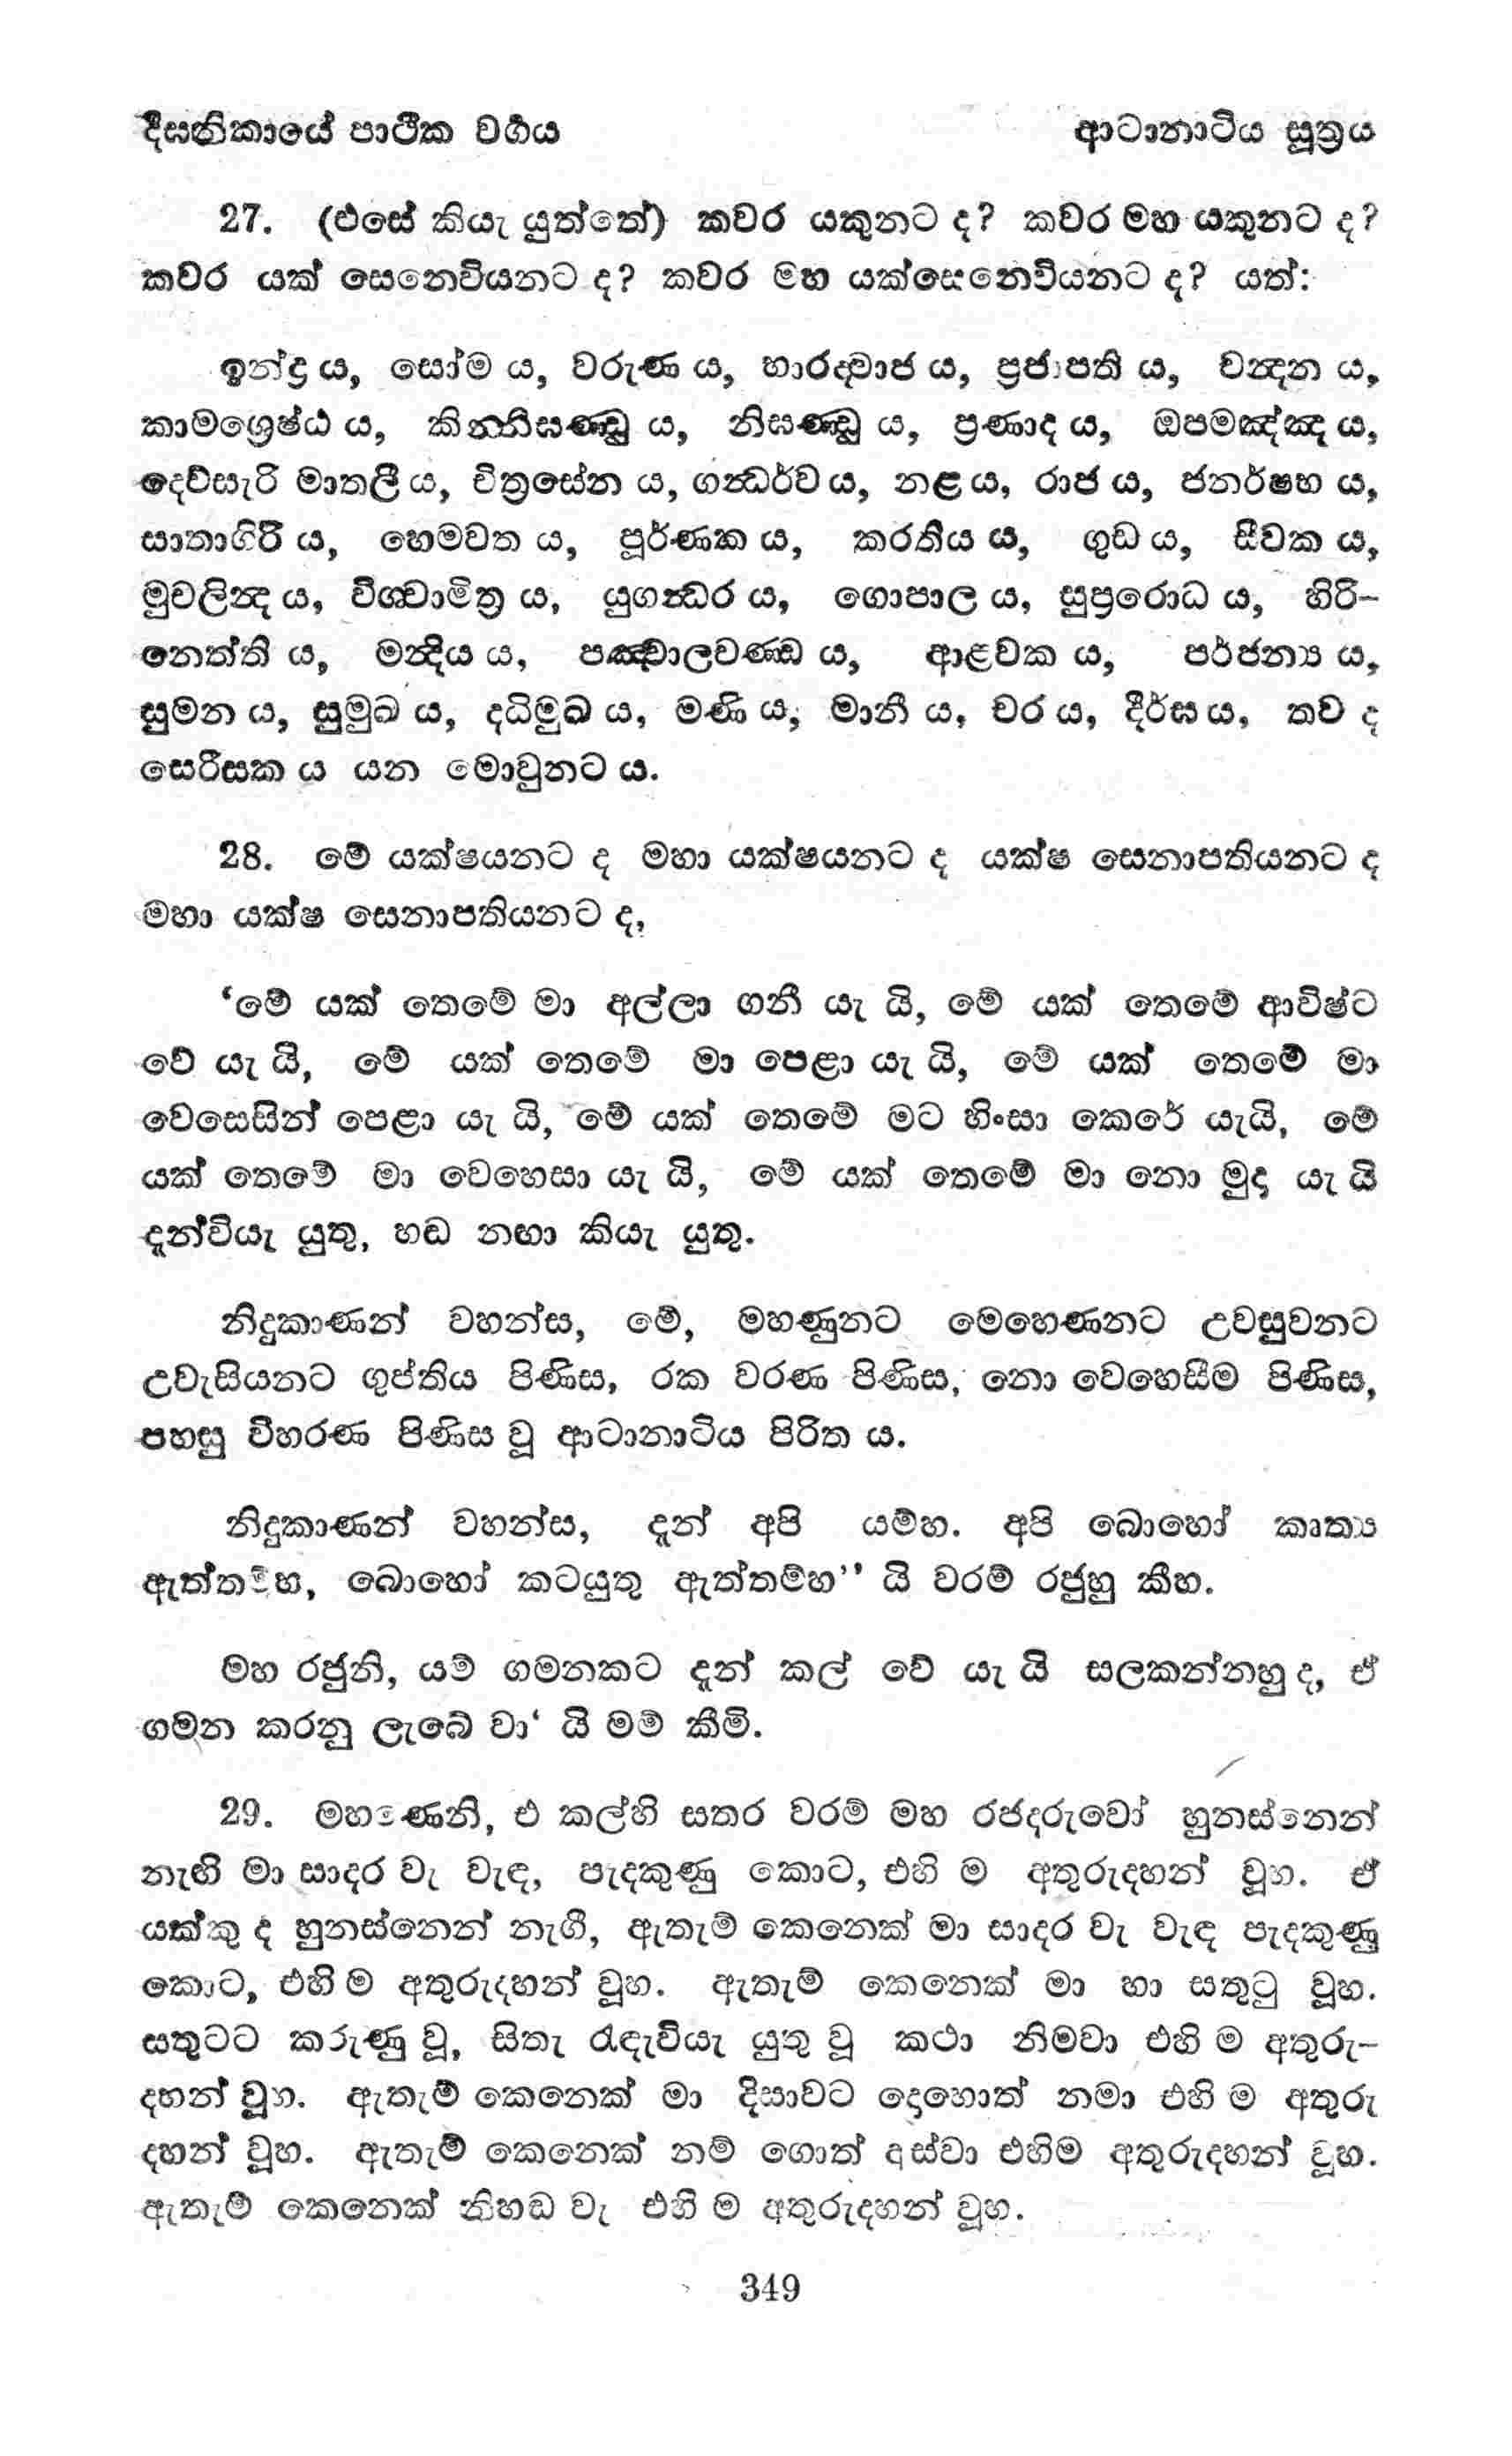 දීඝනිකායේ පාථික වර්‍ගය ආටානාටිය සූත්‍රය
27. (එසේ කියැ යුත්තේ) කවර යකුනට ද? කවර මහ යකුනට ද?
කවර යක් සෙනෙවියනට ද? කවර මහ යක්සෙනෙවියනට ද? යත්:
ඉන්ද්‍ර ය, සෝම ය, වරුණ ය, භාරද්‍වාජ ය, ප්‍රජාපති ය, චන්‍දන ය,
කාමශ්‍රෙෂ්ඨ ය, කින්නිඝණ්ඩු ය, නිඝණ්ඩු ය, ප්‍රණාද ය, ඔපමඤ්ඤ ය,
දෙව්සැරි මාතලී ය, චිත්‍රසේන ය, ගන්‍ධර්ව ය, නළ ය, රාජ ය, ජනර්ෂභ ය,
සාතාගිරි ය, හෙමවත ය, පූර්ණක ය, කරතිය ය, ගුඩ ය, සීවක ය,
මුචලින්‍ද ය, විශ්වාමිත්‍ර ය, යුගන්‍ධර ය, ගොපාල ය, සුප්‍රරොධ ය, හිරි-
නෙත්ති ය, මන්‍දිය ය, පඤ්චාලචණ්ඩ ය, ආළවක ය, පර්ජන්‍ය ය,
සුමන ය, සුමුඛ ය, දධිමුඛ ය, මණි ය, මානී ය, චර ය, දීර්ඝ ය, තව ද
සෙරීසක ය යන මොවුනට ය.
28. මේ යක්ෂයනට ද මහා යක්ෂයනට ද යක්ෂ සෙනාපතියනට ද
මහා යක්ෂ සෙනාපතියනට ද,
‘මේ යක් තෙමේ මා අල්ලා ගනී යැ යි, මේ යක් තෙමේ ආවිෂ්ට
වේ යැ යි, මේ යක් තෙමේ මා පෙළා යැ යි, මේ යක් තෙමේ මා
වෙසෙසින් පෙළා යැ යි, මේ යක් තෙමේ මට හිංසා කෙරේ යැයි, මේ
යක් තෙමේ මා වෙහෙසා යැ යි, මේ යක් තෙමේ මා නො මුදා යැ යි
දැන්වියැ යුතු, හඬ නඟා කියැ යුතු.
නිදුකාණන් වහන්ස, මේ, මහණුනට මෙහෙණනට උවසුවනට
උවැසියනට ගුප්තිය පිණිස, රක වරණ පිණිස, නො වෙහෙසීම පිණිස,
පහසු විහරණ පිණිස වූ ආටානාටිය පිරිත ය.
නිදුකාණන් වහන්ස, දැන් අපි යම්හ. අපි බොහෝ කෘත්‍ය
ඇත්තම්හ, බොහෝ කටයුතු ඇත්තම්හ” යි වරම් රජුහු කීහ.
මහ රජුනි, යම් ගමනකට දැන් කල් වේ යැ යි සලකන්නහු ද, ඒ
ගමන කරනු ලැබේ වා‘ යි මම් කීමි.
29. මහණෙනි, එ කල්හි සතර වරම් මහ රජදරුවෝ හුනස්නෙන්
නැඟී මා සාදර වැ වැඳ, පැදකුණු කොට, එහි ම අතුරුදහන් වූහ. ඒ
යක්කු ද හුනස්නෙන් නැගී, ඇතැම් කෙනෙක් මා සාදර වැ වැඳ පැදකුණු
කොට, එහි ම අතුරුදහන් වූහ. ඇතැම් කෙනෙක් මා හා සතුටු වූහ.
සතුටට කරුණු වූ, සිතැ රැඳැවියැ යුතු වූ කථා නිමවා එහි ම අතුරු-
දහන් වූහ. ඇතැම් කෙනෙක් මා දිසාවට දොහොත් නමා එහි ම අතුරු
දහන් වූහ. ඇතැම් කෙනෙක් නම් ගොත් අස්වා එහිම අතුරුදහන් වූහ.
ඇතැම් කෙනෙක් නිහඬ වැ එහි ම අතුරුදහන් වූහ.
349